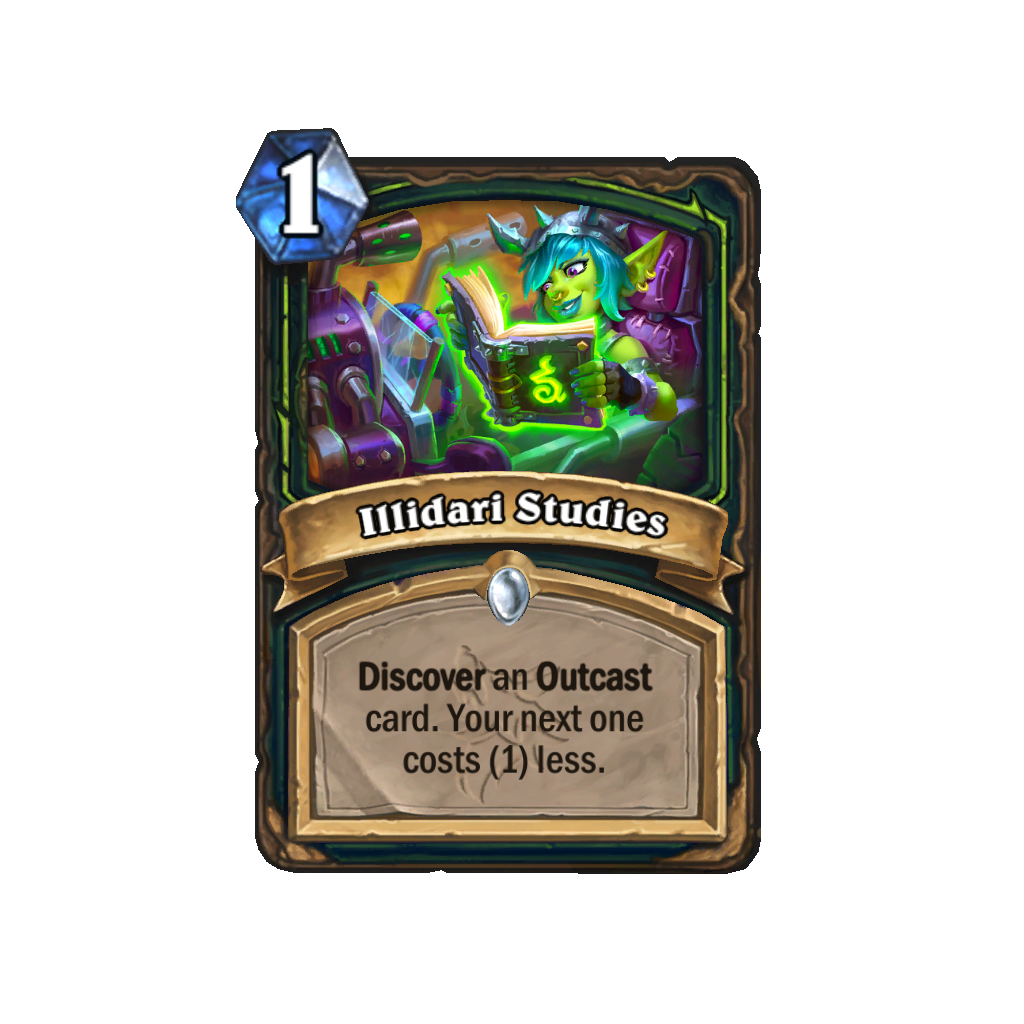 1
Illidari Studies
Discover an Outcast
card. Your next one
costs (1) less.